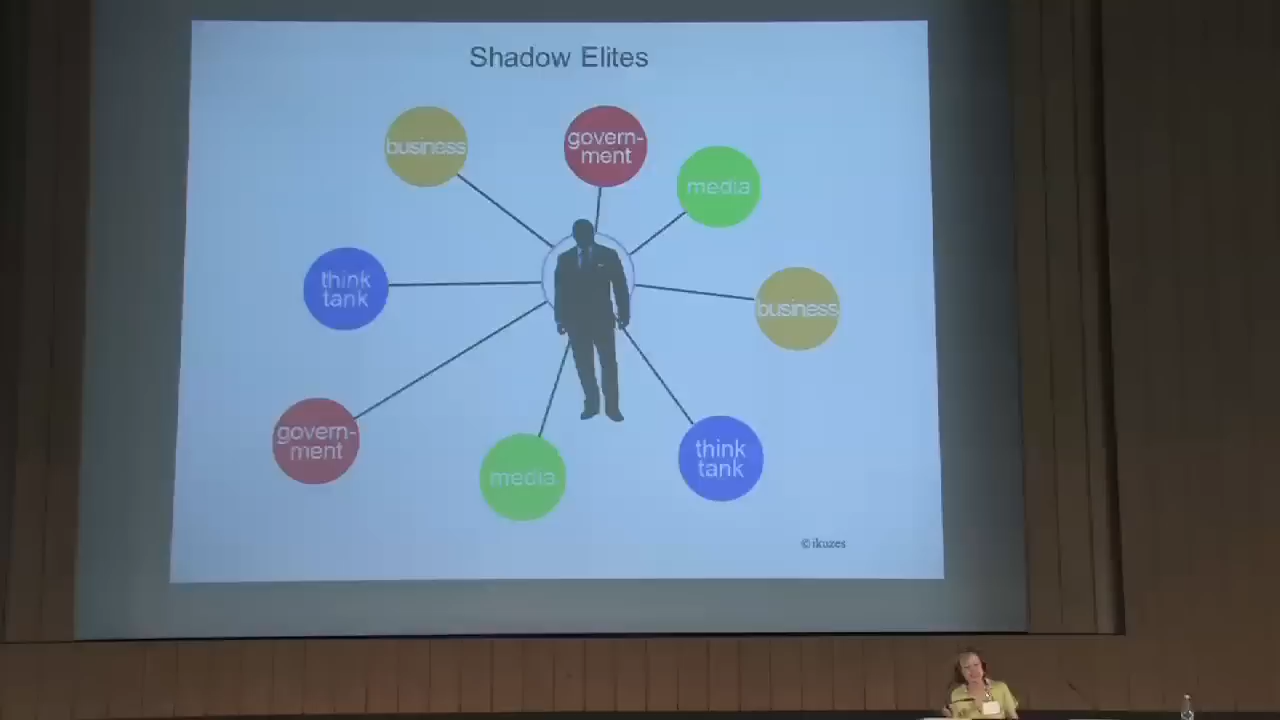 Shadow Elites
business
govern-
ment
media
think
tank
business
govern-
ment
media
think
tank
©ikuzes